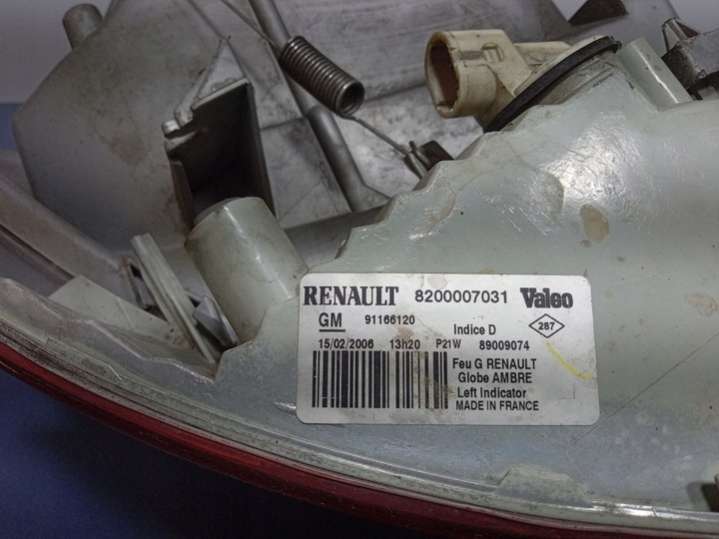 RENAULT 8200007031 Valeo
GM 91166120 Indice D 287
15/02/2006 13h20 P21W 89009074
Feu G RENAULT
Globe AMBRE
Left Indicator
MADE IN FRANCE